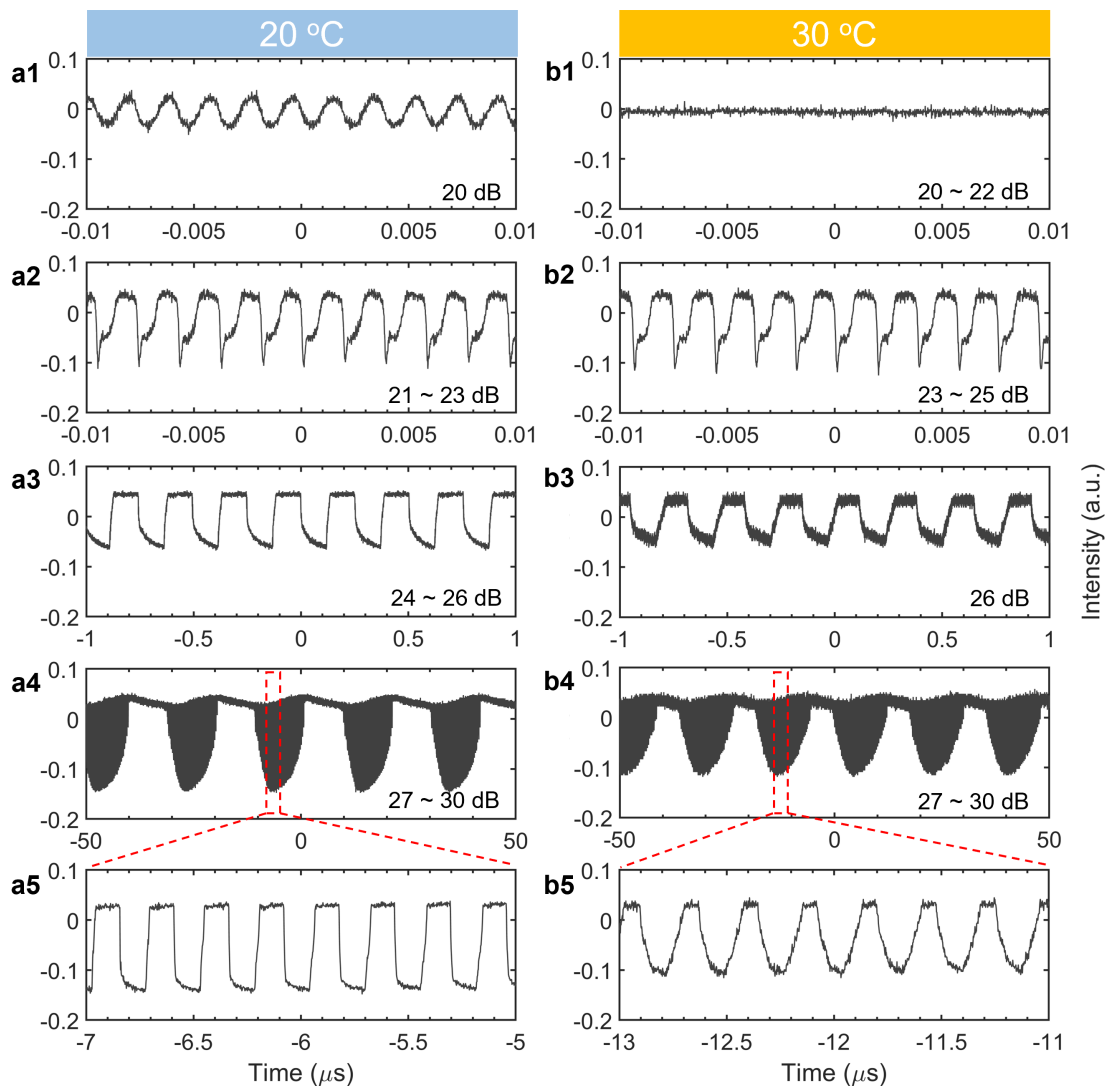 20 °C 30 °C
a1 b1
0.1 0.1
0 0
-0.1 -0.1
20 dB 20 ~ 22 dB
-0.2 -0.2
-0.01 -0.005 0 0.005 0.01 -0.01 -0.005 0 0.005 0.01
a2 b2
0.1 0.1
0 0
-0.1 -0.1
21 ~ 23 dB 23 ~ 25 dB
-0.2 -0.2
-0.01 -0.005 0 0.005 0.01 -0.01 -0.005 0 0.005 0.01
a3 b3
0.1 0.1
0 0
-0.1 -0.1
24 ~ 26 dB 26 dB
-0.2 -0.2
-1 -0.5 0 0.5 1 -1 -0.5 0 0.5 1
Intensity (a.u.)
a4 b4
0.1 0.1
0 0
-0.1 -0.1
27 ~ 30 dB 27 ~ 30 dB
-0.2 -0.2
-50 0 50 -50 0 50
a5 b5
0.1 0.1
0 0
-0.1 -0.1
-0.2 -0.2
-7 -6.5 -6 -5.5 -5 -13 -12.5 -12 -11.5 -11
Time (μs) Time (μs)